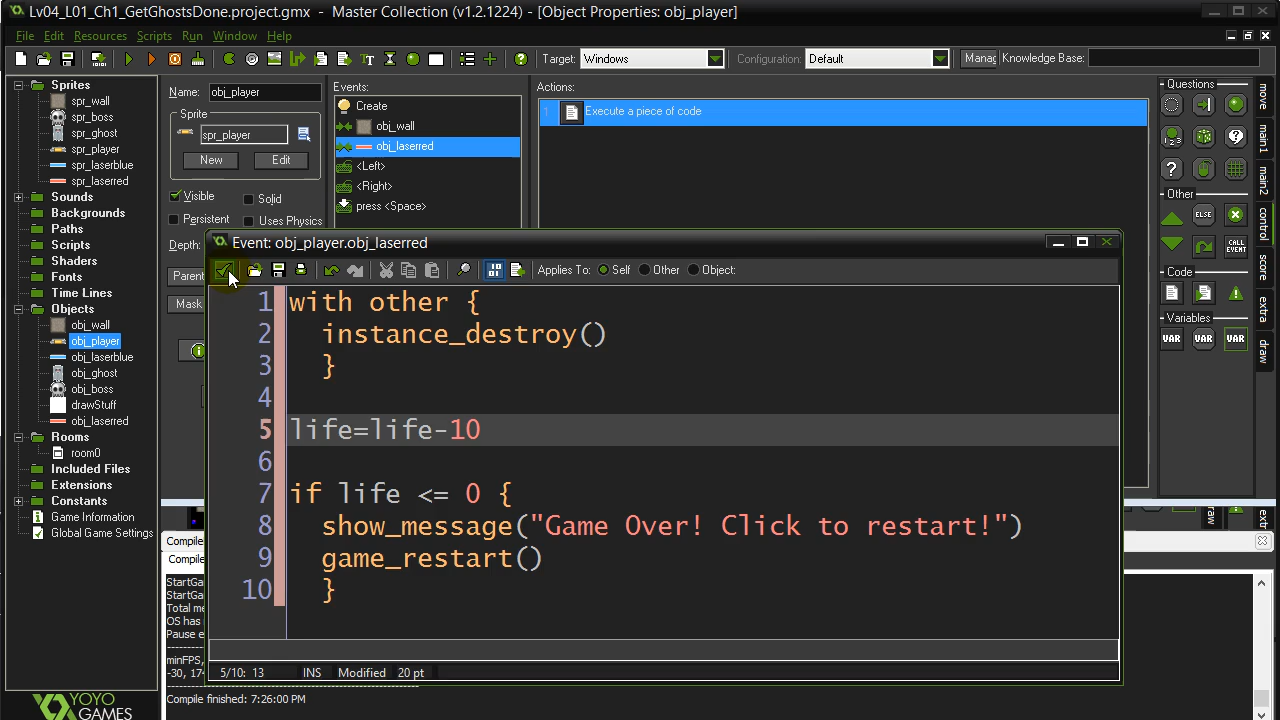 Lv04_L01_Ch1_GetGhostsDone.project.gmx - Master Collection (v1.2.1224) - [Object Properties: obj_player]
File Edit Resources Scripts Run Window Help
Target: Windows Configuration: Default Manag Knowledge Base:
Sprites
spr_wall
spr_boss
spr_ghost
spr_player
spr_laserblue
spr_laserred
Sounds
Backgrounds
Paths
Scripts
Shaders
Fonts
Time Lines
Objects
obj_wall
obj_player
obj_laserblue
obj_ghost
obj_boss
drawStuff
obj_laserred
Rooms
room0
Included Files
Extensions
Constants
Game Information
Global Game Settings
YOYO
GAMES
Name: obj_player
Sprite
spr_player
New Edit
Visible Solid
Persistent Uses Physics
Depth:
Parent
Mask
Events:
Create
obj_wall
obj_laserred
<Left>
<Right>
press <Space>
Actions:
1 Execute a piece of code
Questions
Other
ELSE
CALL
EVENT
Code
Variables
VAR VAR VAR
move
main1
main2
control
score
extra
draw
Event: obj_player.obj_laserred
Applies To: Self Other Object:
1 with other {
2 instance_destroy()
3 }
4
5 life=life-10
6
7 if life <= 0 {
8 show_message("Game Over! Click to restart!")
9 game_restart()
10 }
5/10: 13 INS Modified 20 pt
Compile
Compile
StartGa
StartGa
Total me
OS has
Pause e
minFPS,
-30, 17
Compile finished: 7:26:00 PM
raw
extr